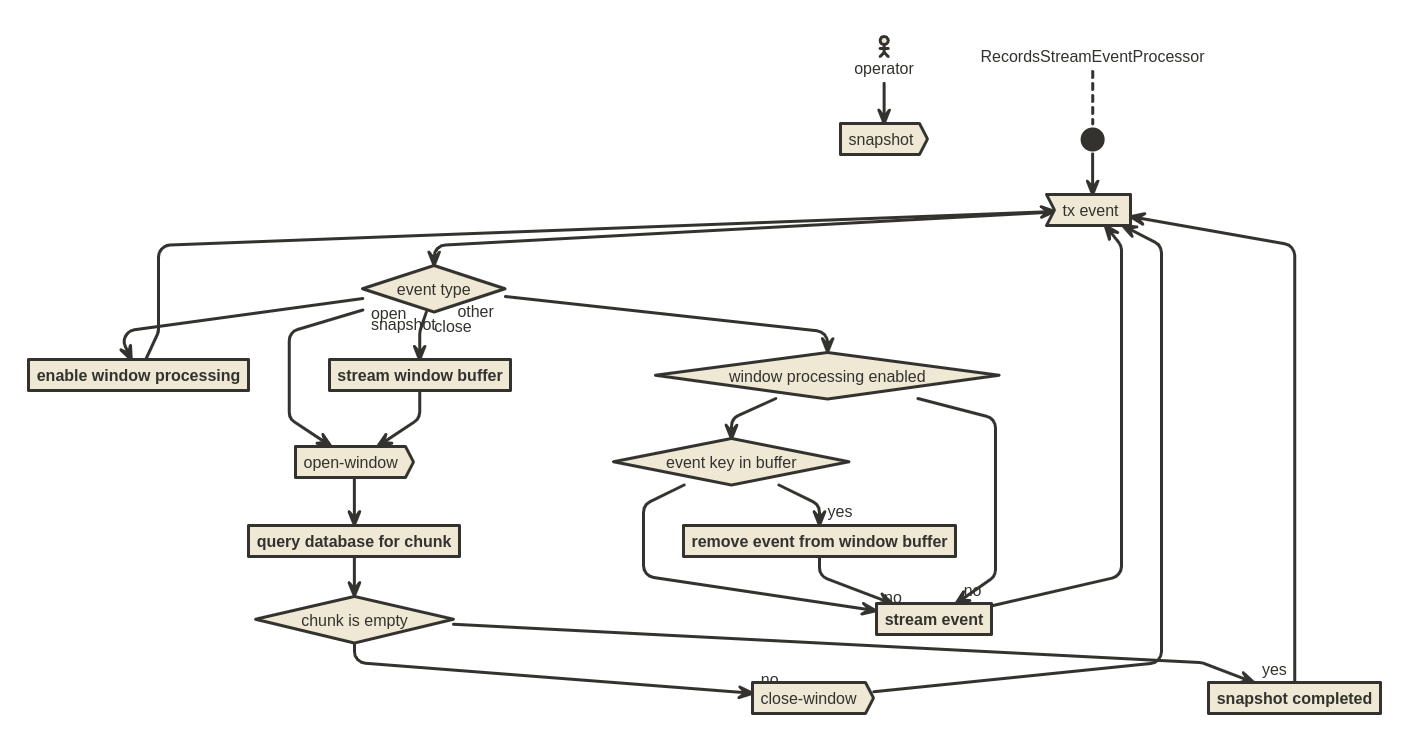 RecordsStreamEventProcessor
operator
snapshot
tx event
event type
open
snapshot
other
close
enable window processing
stream window buffer
window processing enabled
open-window
event key in buffer
yes
query database for chunk
remove event from window buffer
no
no
chunk is empty
stream event
no
yes
close-window
snapshot completed